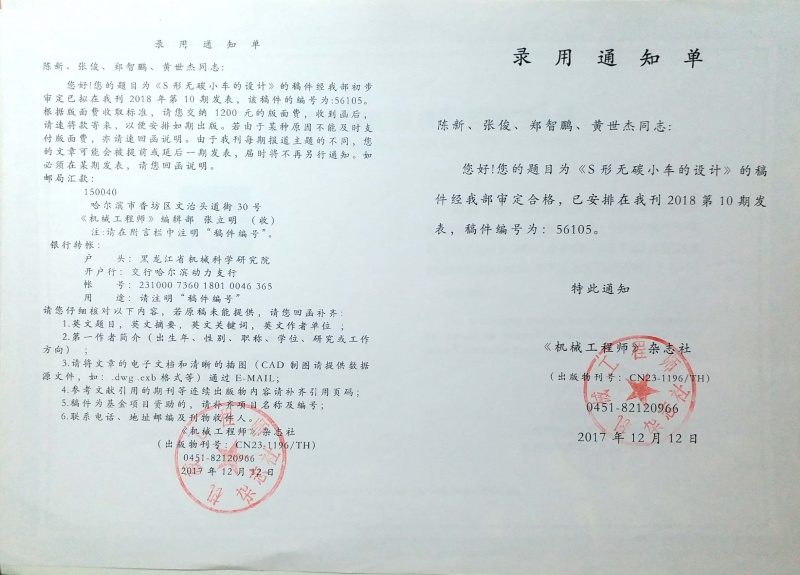 录用通知单
陈新、张俊、郑智鹏、黄世杰同志:
您好!您的题目为《S 形无碳小车的设计》的稿件经我部初步
审定已拟在我刊 2018 年第 10 期发表，该稿件的编号为:56105。
根据版面费收取标准，请您交纳 1200 元的版面费，收到函后，
请速将款寄来，以便安排如期出版。若由于某种原因不能及时支
付版面费，亦请速回函说明。由于我刊每期报道主题的不同，您
的文章可能会被提前或延后一期发表，届时将不再另行通知。如
必须在某期发表，请您回函说明。
邮局汇款:
150040
哈尔滨市香坊区文治头道街 30 号
《机械工程师》编辑部 张立明 （收）
注:请在附言栏中注明“稿件编号”。
银行转帐:
户 头: 黑龙江省机械科学研究院
开户行: 交行哈尔滨动力支行
帐 号: 231000 7360 1801 0046 365
用 途: 请注明“稿件编号”
请您仔细核对以下内容，若原稿未能提供，请您回函补齐:
1.英文题目，英文摘要，英文关键词，英文作者单位 ;
2.第一作者简介（出生年、性别、职称、学位、研究或工作
方向） ;
3.请将文章的电子文档和清晰的插图（CAD 制图请提供数据
源文件，如: .dwg .exb 格式等）通过 E-MAIL;
4.参考文献引用的期刊等连续出版物内容请补齐引用页码;
5.稿件为基金项目资助的，请补齐项目名称及编号;
6.联系电话、地址邮编及刊物收件人。
《机械工程师》杂志社
（出版物刊号: CN23-1196/TH）
0451-82120966
2017 年 12 月 12 日
录用通知单
陈新、张俊、郑智鹏、黄世杰同志:
您好!您的题目为《S 形无碳小车的设计》的稿
件经我部审定合格，已安排在我刊 2018 第 10 期发
表，稿件编号为: 56105。
特此通知
《机械工程师》杂志社
（出版物刊号: CN23-1196/TH）
0451-82120966
2017 年 12 月 12 日